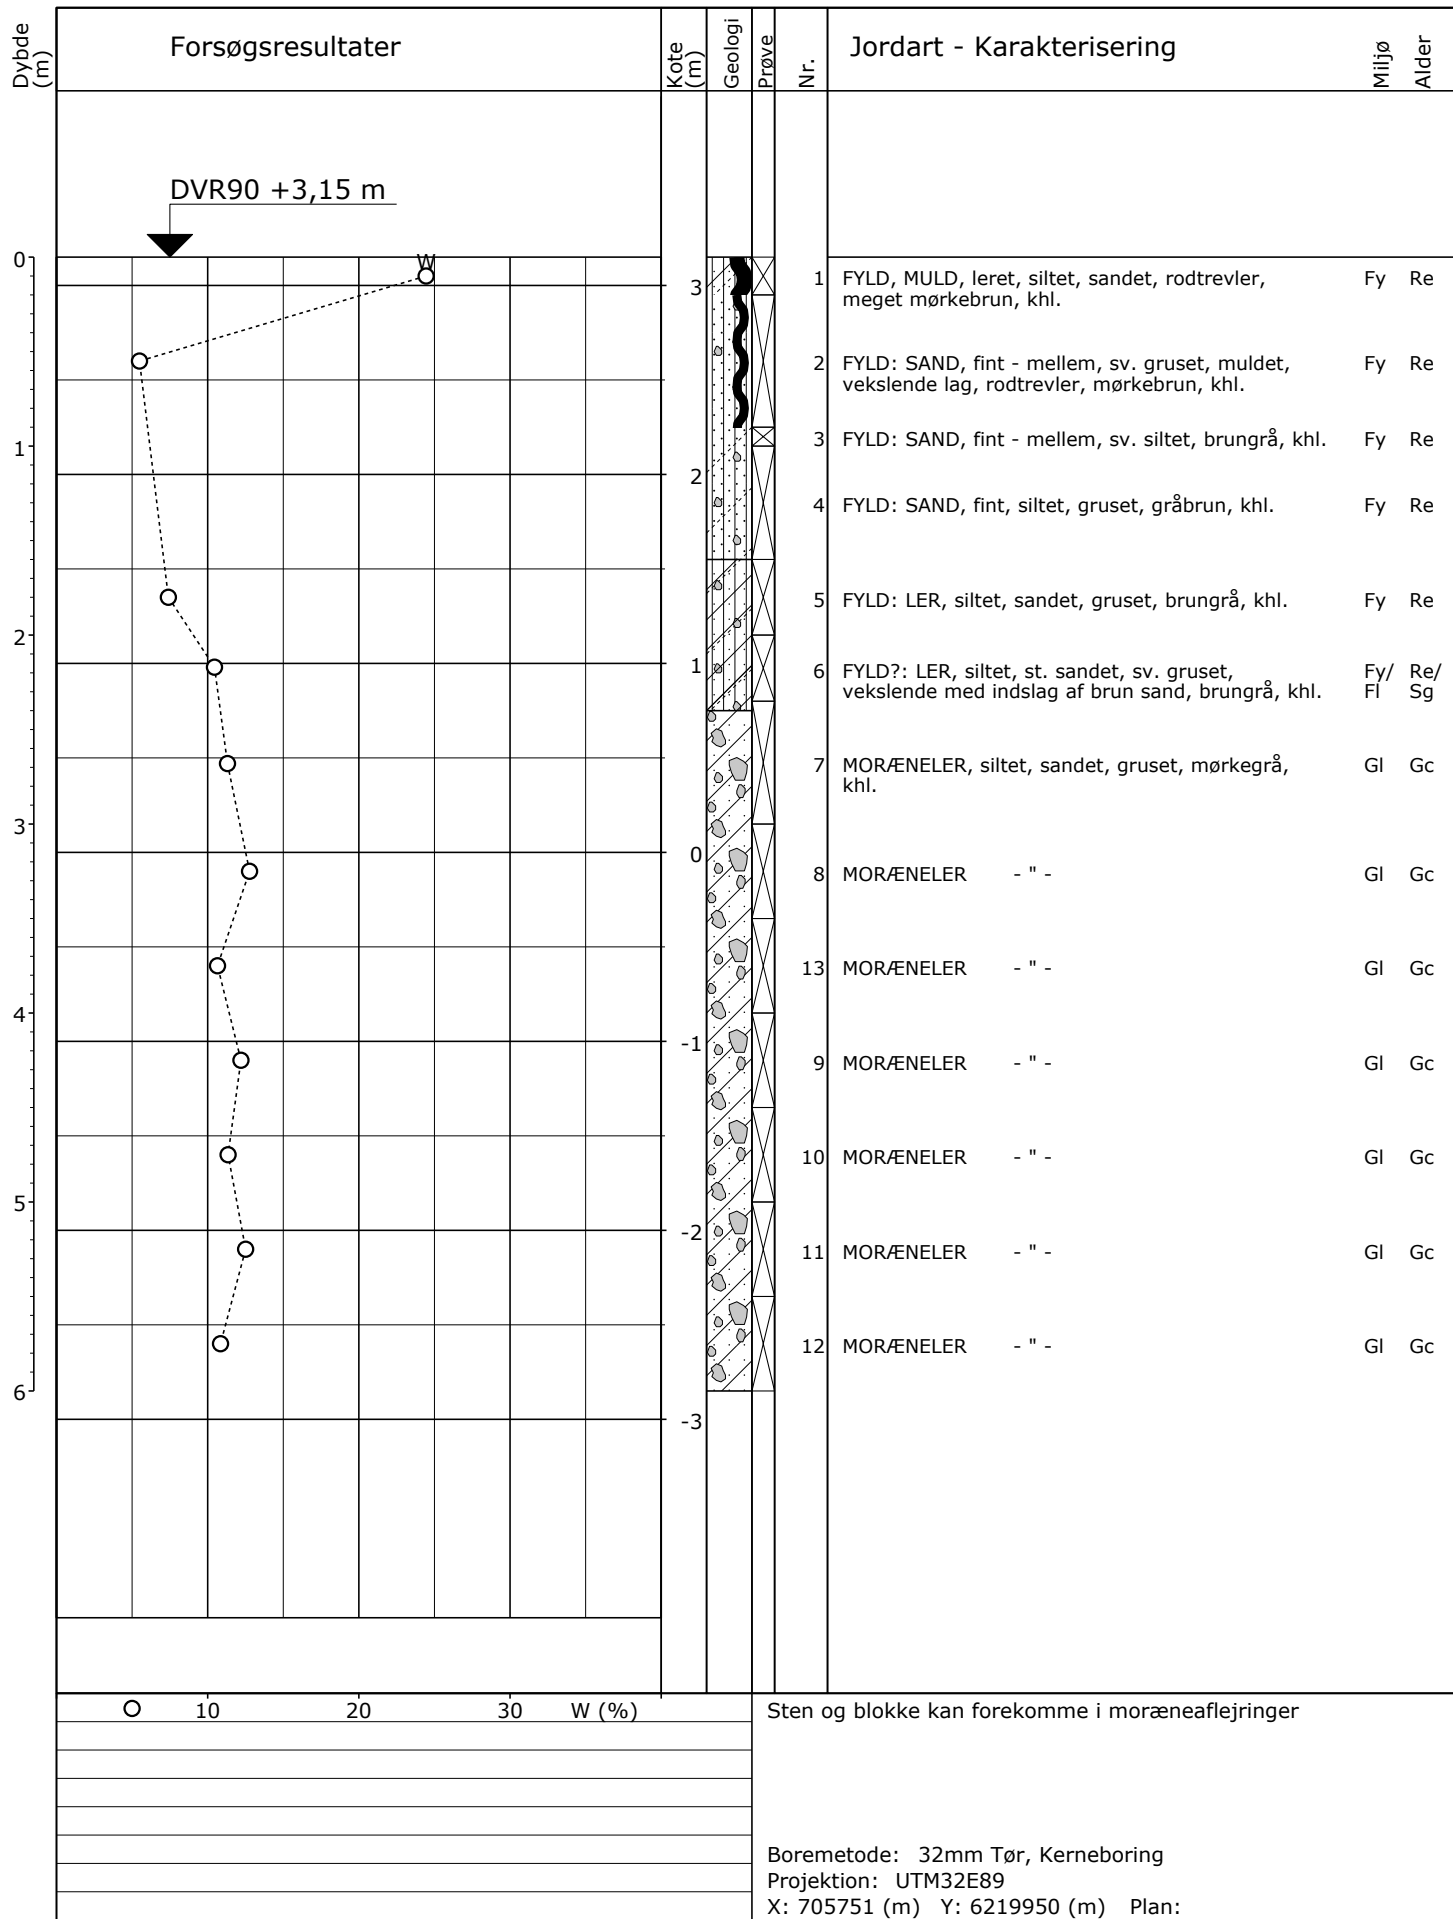 Dybde
(m)
Forsøgsresultater
Kote
(m)
Geologi
Prøve
Nr.
Jordart - Karakterisering
Miljø
Alder
DVR90 +3,15 m
W
0
1
2
3
4
5
6
3
2
1
0
-1
-2
-3
1 FYLD, MULD, leret, siltet, sandet, rodtrevler, Fy Re
meget mørkebrun, khl.
2 FYLD: SAND, fint - mellem, sv. gruset, muldet, Fy Re
vekslende lag, rodtrevler, mørkebrun, khl.
3 FYLD: SAND, fint - mellem, sv. siltet, brungrå, khl. Fy Re
4 FYLD: SAND, fint, siltet, gruset, gråbrun, khl. Fy Re
5 FYLD: LER, siltet, sandet, gruset, brungrå, khl. Fy Re
6 FYLD?: LER, siltet, st. sandet, sv. gruset, Fy/ Re/
vekslende med indslag af brun sand, brungrå, khl. Fl Sg
7 MORÆNELER, siltet, sandet, gruset, mørkegrå, Gl Gc
khl.
8 MORÆNELER - " - Gl Gc
13 MORÆNELER - " - Gl Gc
9 MORÆNELER - " - Gl Gc
10 MORÆNELER - " - Gl Gc
11 MORÆNELER - " - Gl Gc
12 MORÆNELER - " - Gl Gc
10 20 30 W (%)
Sten og blokke kan forekomme i moræneaflejringer
Boremetode: 32mm Tør, Kerneboring
Projektion: UTM32E89
X: 705751 (m) Y: 6219950 (m) Plan: